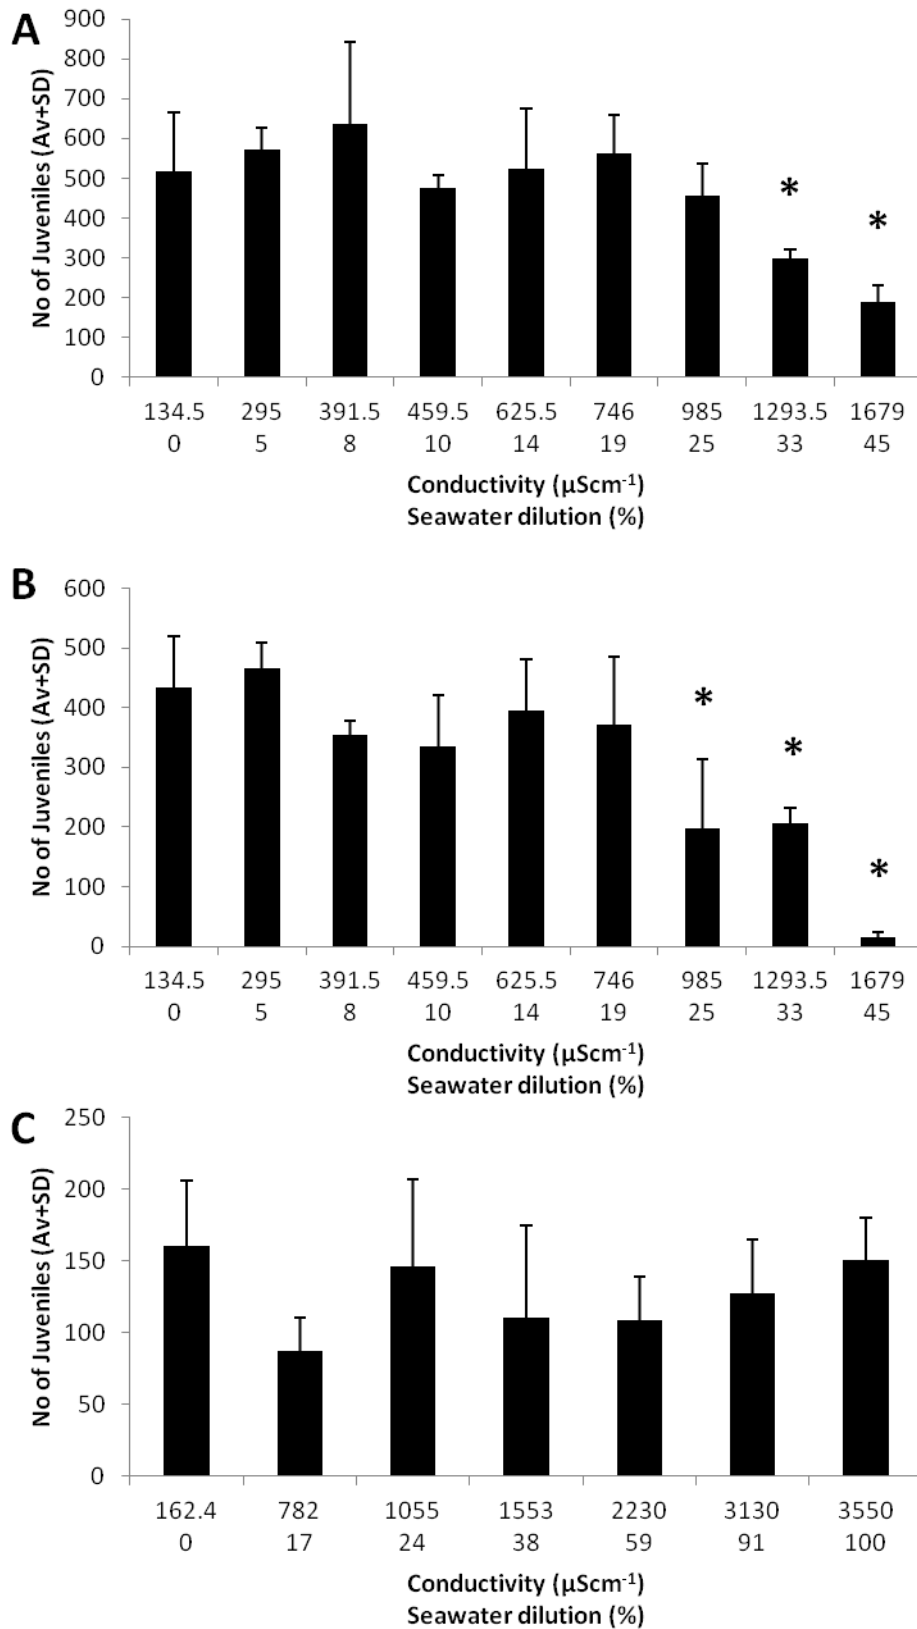 A
No of Juveniles (Av+SD)
900
800
700
600
500
400
300
200
100
0
* *
134.5 295 391.5 459.5 625.5 746 985 1293.5 1679
0 5 8 10 14 19 25 33 45
Conductivity (µScm-1)
Seawater dilution (%)
B
No of Juveniles (Av+SD)
600
500
400
300
200
100
0
* * *
134.5 295 391.5 459.5 625.5 746 985 1293.5 1679
0 5 8 10 14 19 25 33 45
Conductivity (µScm-1)
Seawater dilution (%)
C
No of Juveniles (Av+SD)
250
200
150
100
50
0
162.4 782 1055 1553 2230 3130 3550
0 17 24 38 59 91 100
Conductivity (µScm-1)
Seawater dilution (%)